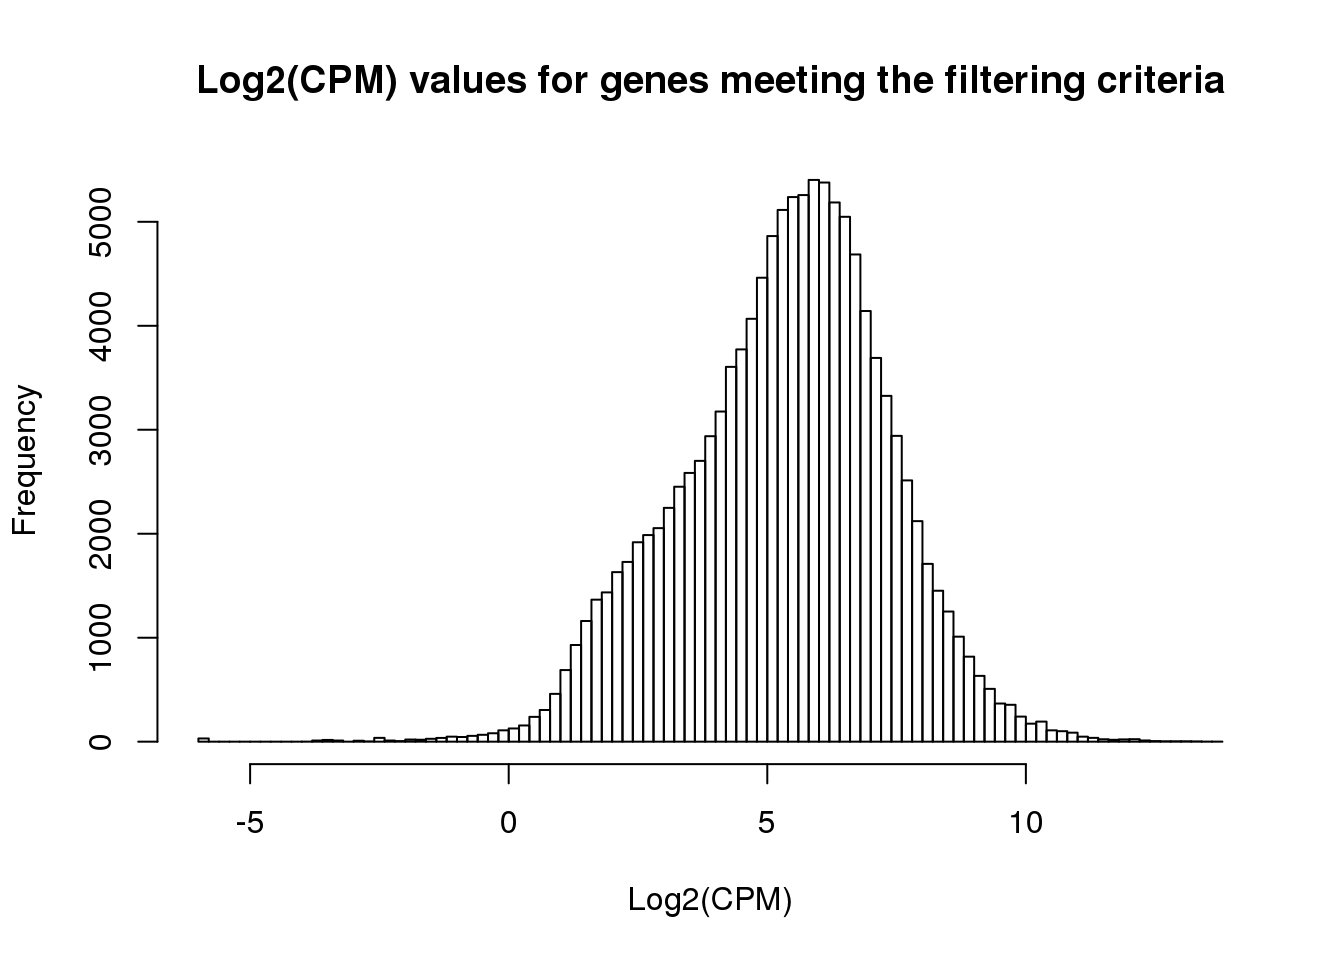 Log2(CPM) values for genes meeting the filtering criteria
Frequency
5000
4000
3000
2000
1000
0
-5 0 5 10
Log2(CPM)